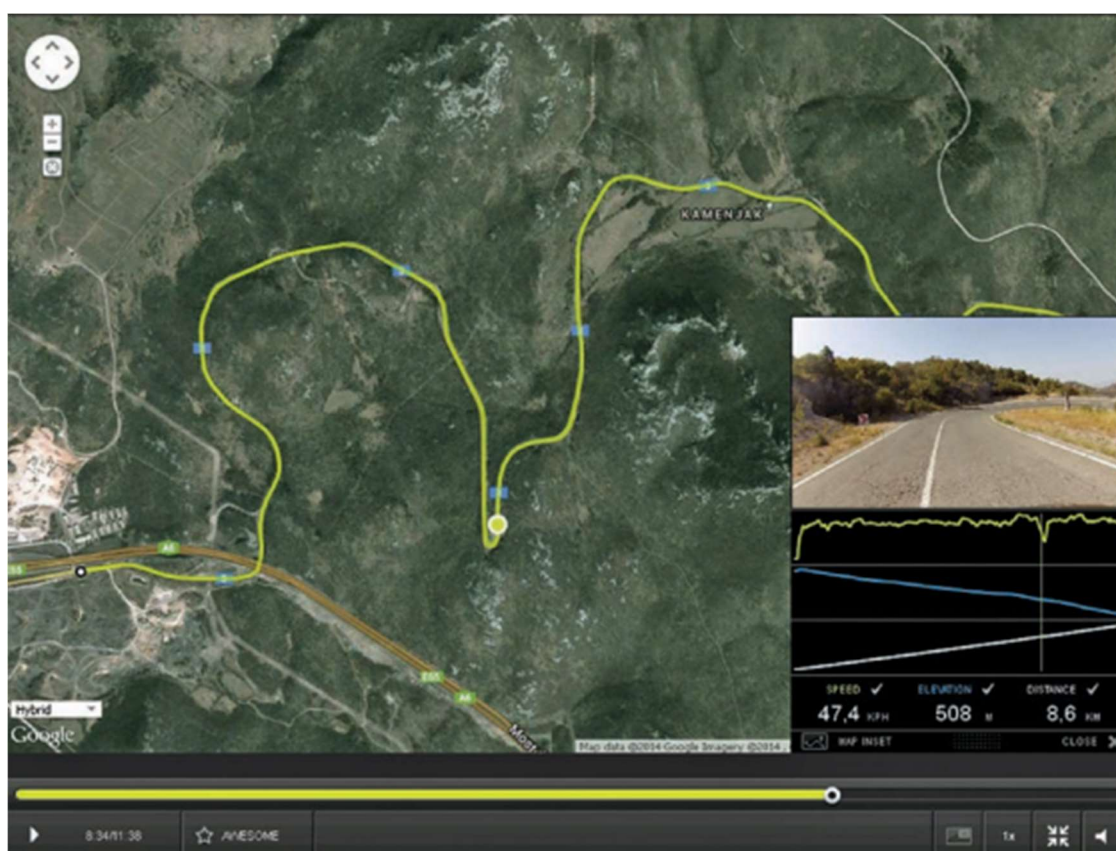 KAMENJAK
A6
E65
E65
A6
Hybrid
Google
Map data ©2014 Google Imagery ©2014
SPEED ELEVATION DISTANCE
47,4 KPH 508 M 8,6 KM
MAP INSET CLOSE X
8:34/11:38 AWESOME 1x